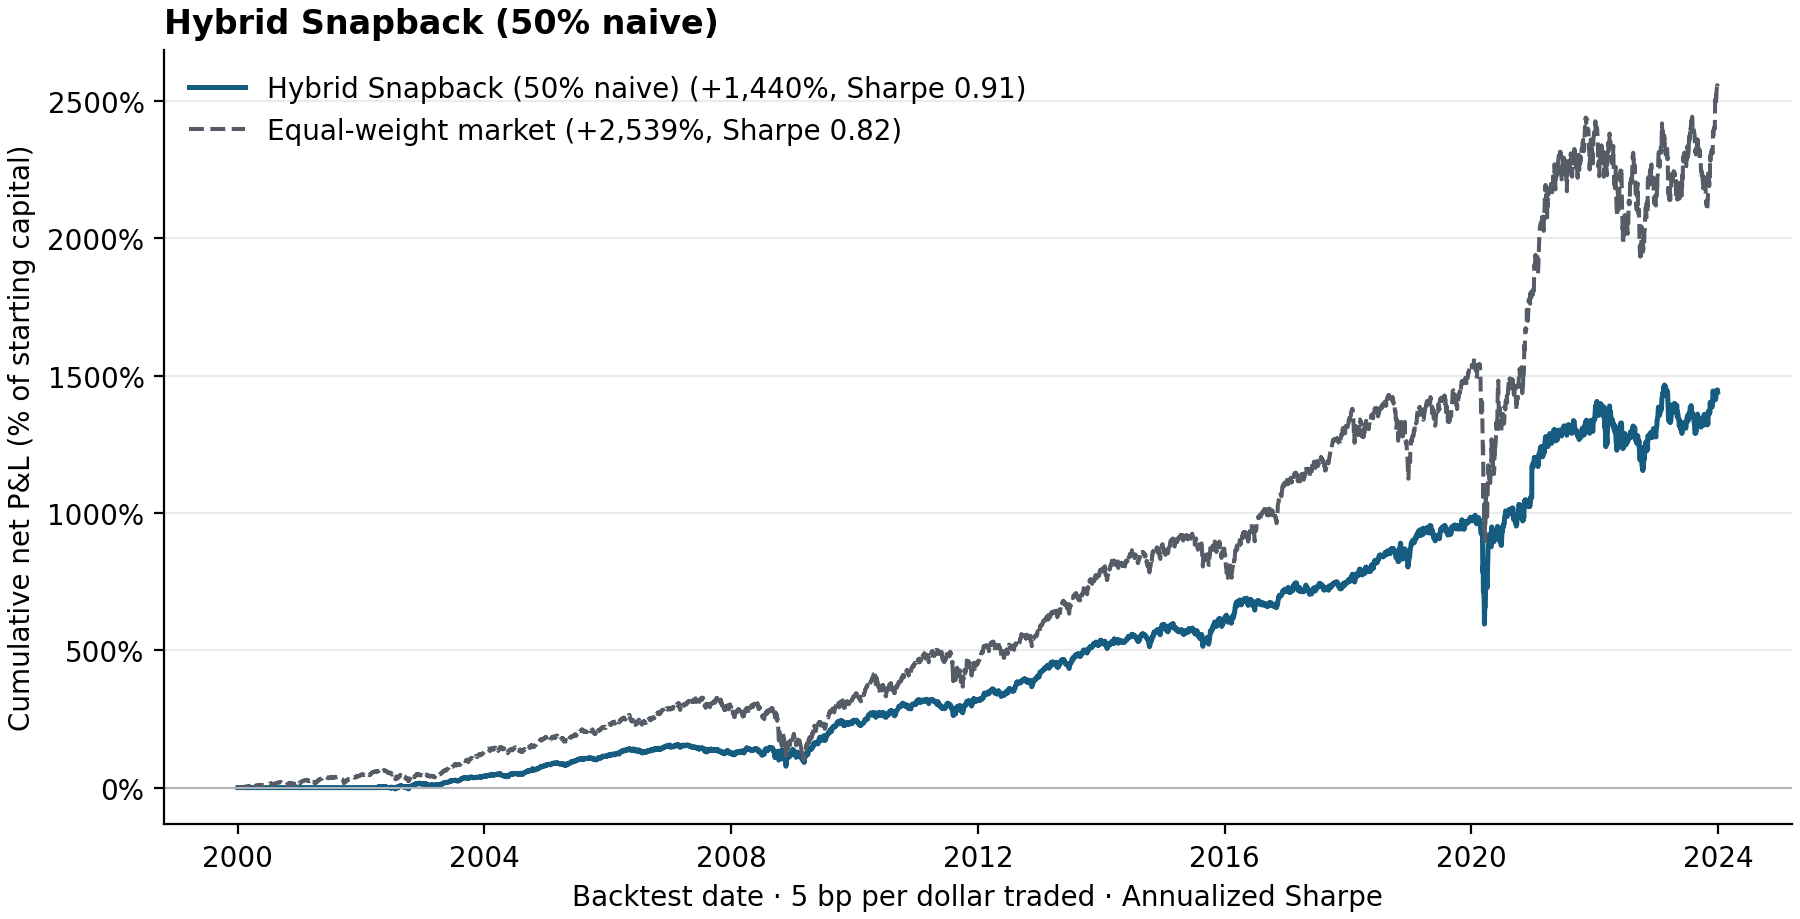 Hybrid Snapback (50% naive)
Hybrid Snapback (50% naive) (+1,440%, Sharpe 0.91)
Equal-weight market (+2,539%, Sharpe 0.82)
Cumulative net P&L (% of starting capital)
2500%
2000%
1500%
1000%
500%
0%
2000 2004 2008 2012 2016 2020 2024
Backtest date · 5 bp per dollar traded · Annualized Sharpe